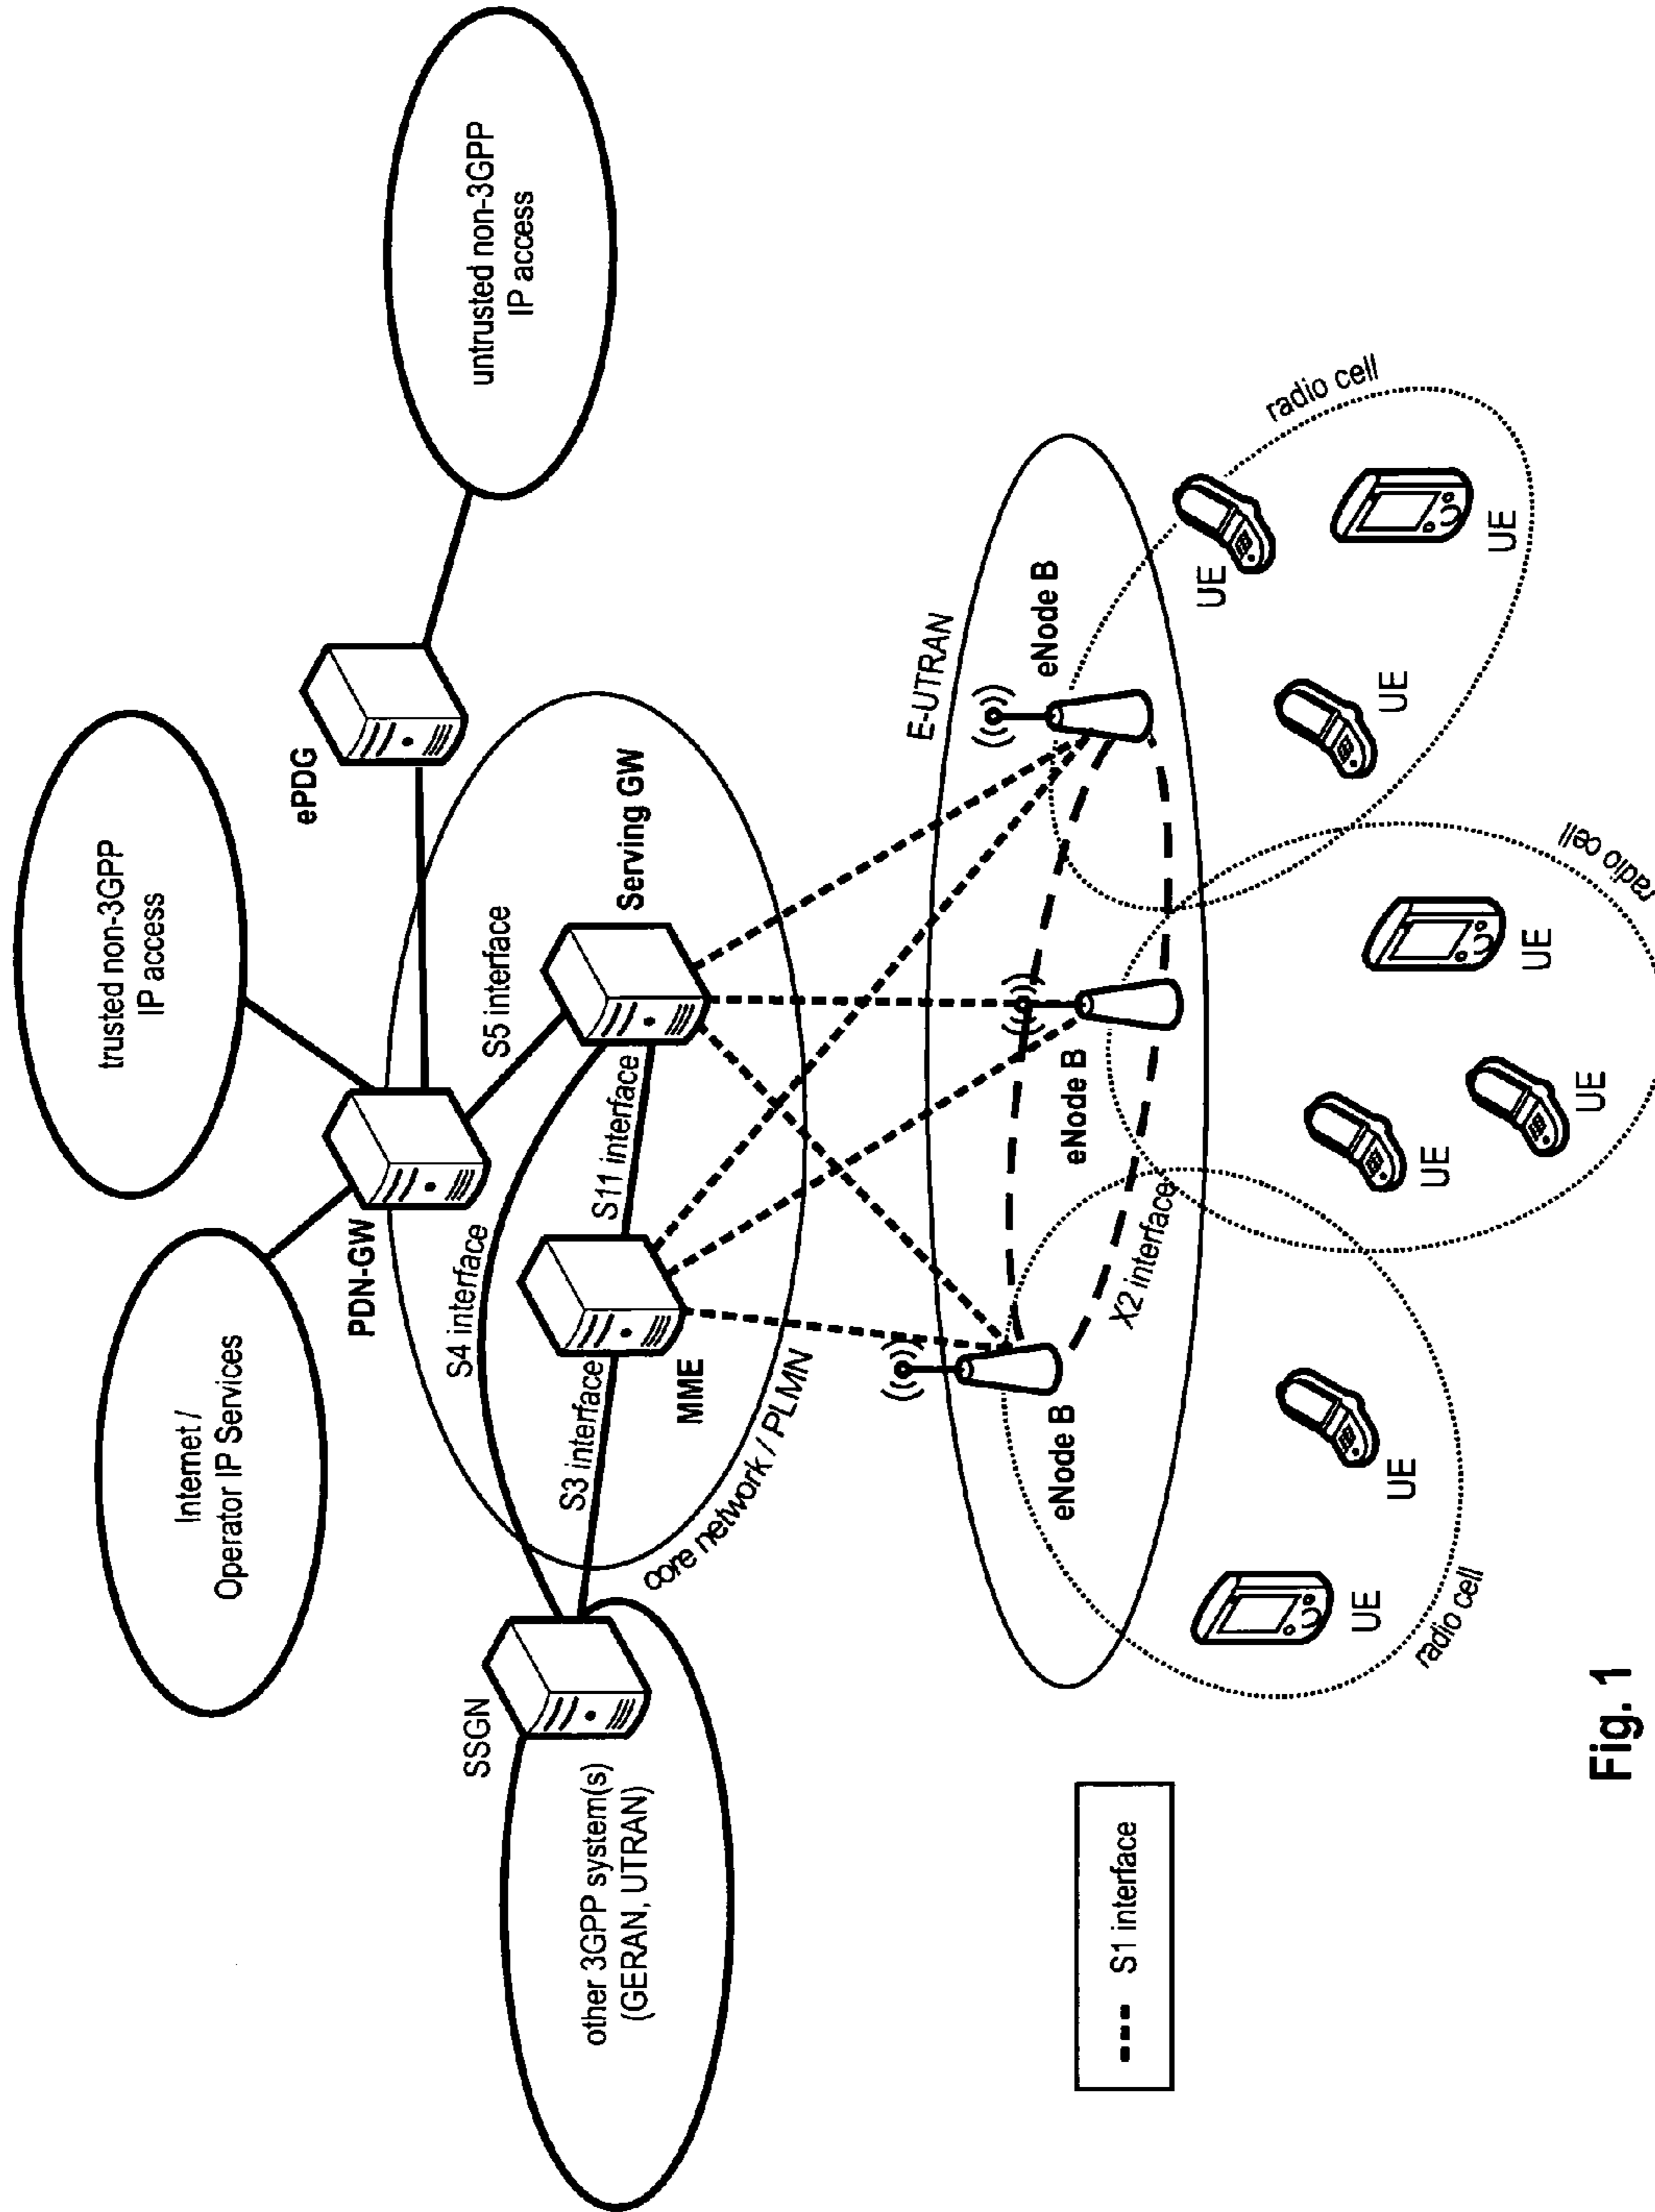 Internet /
Operator IP Services
trusted non-3GPP
IP access
untrusted non-3GPP
IP access
PDN-GW
ePDG
S5 interface
S4 interface
S11 interface
S3 interface
SSGN
MME
Serving GW
other 3GPP system(s)
(GERAN, UTRAN)
core network / PLMN
E-UTRAN
eNode B
eNode B
eNode B
X2 interface
S1 interface
radio cell
radio cell
radio cell
UE
UE
UE
UE
UE
UE
UE
UE
Fig. 1